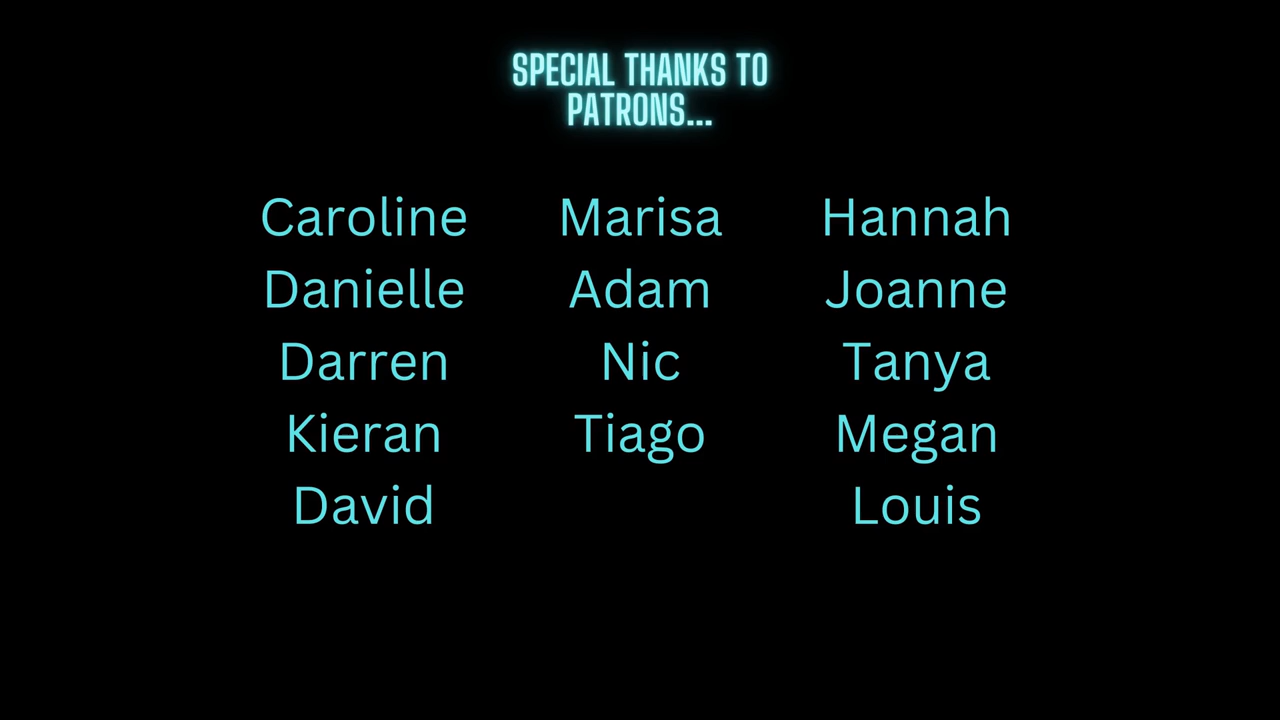 SPECIAL THANKS TO
PATRONS...
Caroline
Danielle
Darren
Kieran
David
Marisa
Adam
Nic
Tiago
Hannah
Joanne
Tanya
Megan
Louis